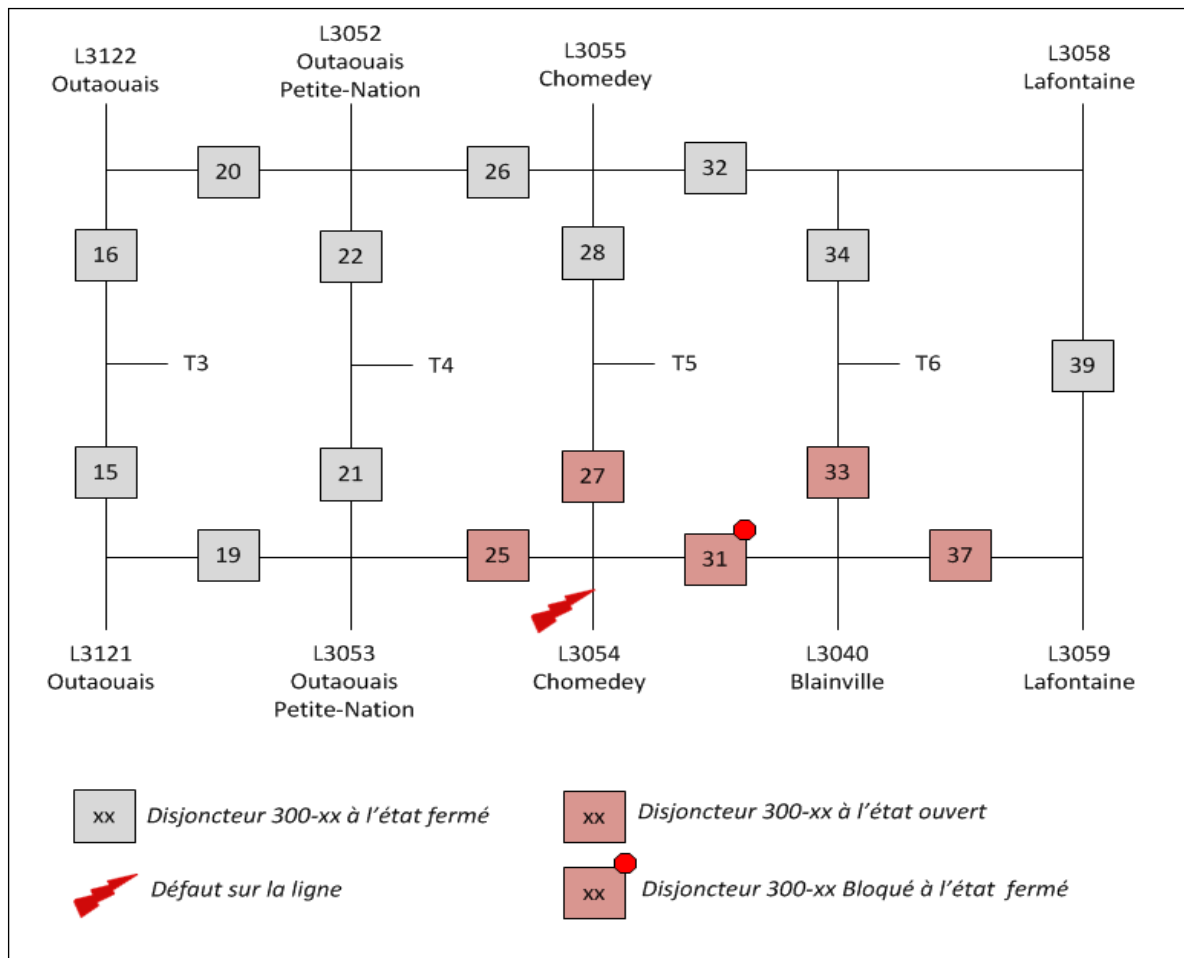 L3122
Outaouais
L3052
Outaouais
Petite-Nation
L3055
Chomedey
L3058
Lafontaine
20
26
32
16
22
28
34
T3
T4
T5
T6
39
15
21
27
33
19
25
31
37
L3121
Outaouais
L3053
Outaouais
Petite-Nation
L3054
Chomedey
L3040
Blainville
L3059
Lafontaine
xx Disjoncteur 300-xx à l'état fermé
xx Disjoncteur 300-xx à l'état ouvert
Défaut sur la ligne
xx Disjoncteur 300-xx Bloqué à l'état fermé